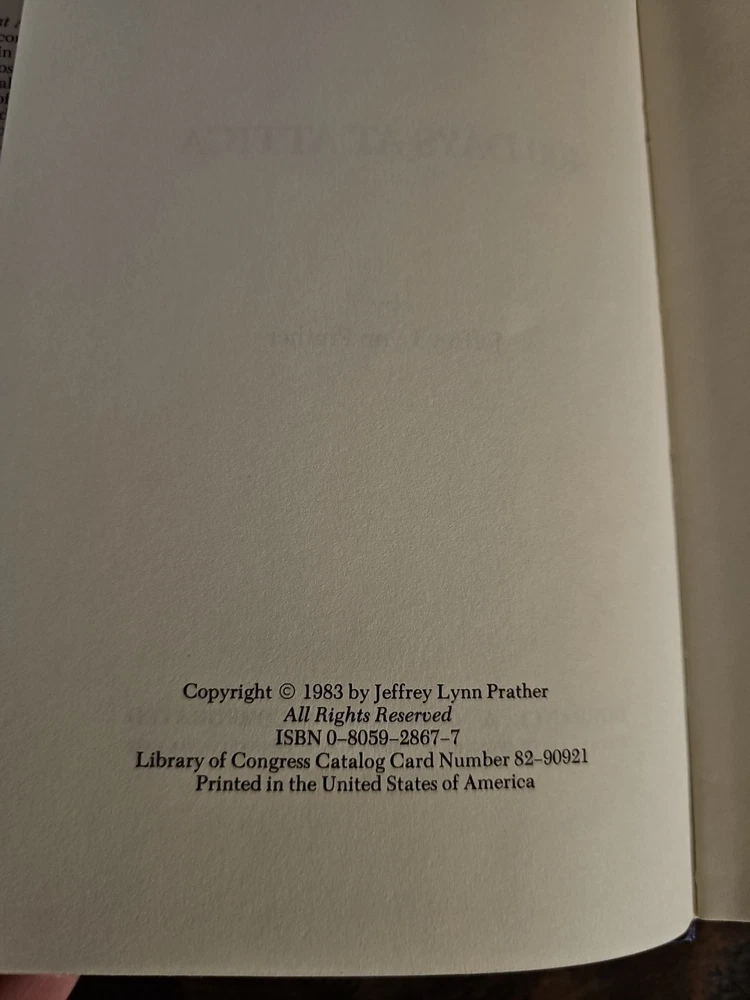 Copyright © 1983 by Jeffrey Lynn Prather
All Rights Reserved
ISBN 0–8059–2867–7
Library of Congress Catalog Card Number 82–90921
Printed in the United States of America